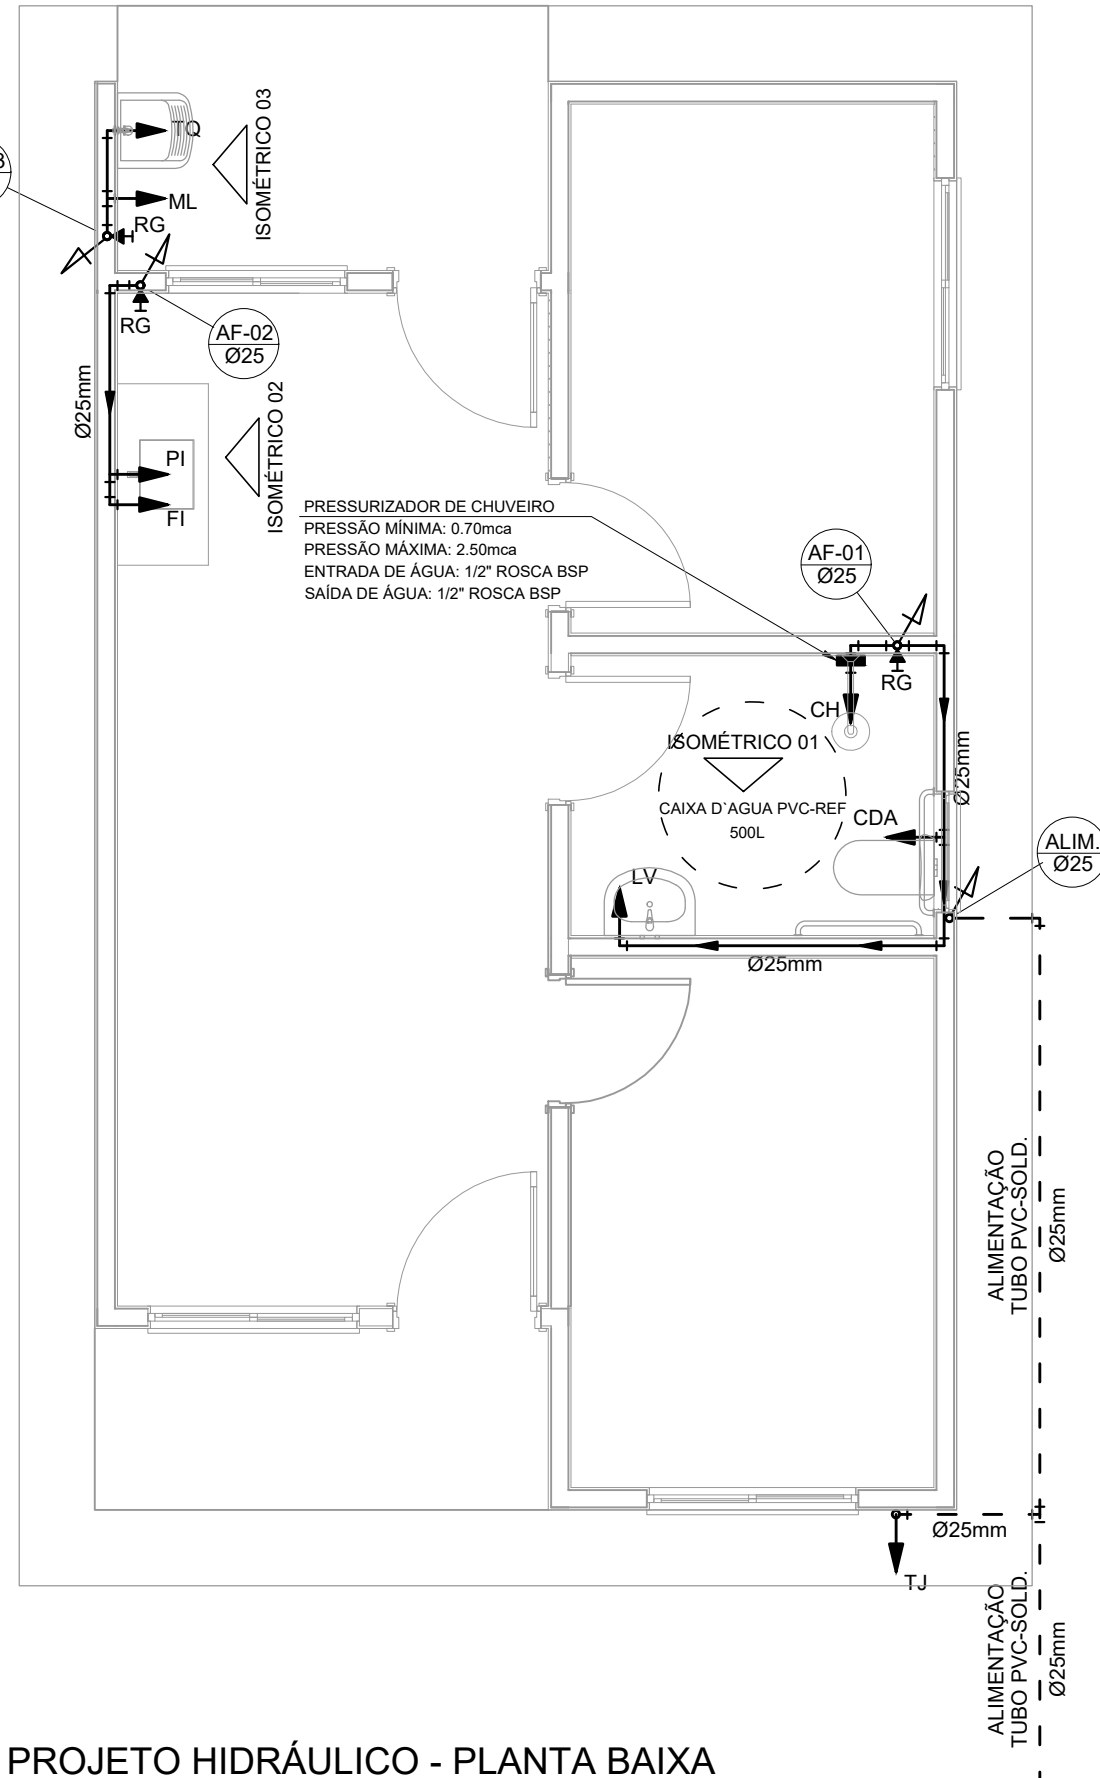 TQ
ISOMÉTRICO 03
3
ML
RG
RG
AF-02
Ø25
Ø25mm
ISOMÉTRICO 02
PI
FI
PRESSURIZADOR DE CHUVEIRO
PRESSÃO MÍNIMA: 0.70mca
PRESSÃO MÁXIMA: 2.50mca
ENTRADA DE ÁGUA: 1/2" ROSCA BSP
SAÍDA DE ÁGUA: 1/2" ROSCA BSP
AF-01
Ø25
RG
CH
ISOMÉTRICO 01
Ø25mm
CAIXA D`AGUA PVC-REF
500L
CDA
ALIM.
Ø25
LV
Ø25mm
ALIMENTAÇÃO
TUBO PVC-SOLD.
Ø25mm
Ø25mm
TJ
ALIMENTAÇÃO
TUBO PVC-SOLD.
Ø25mm
PROJETO HIDRÁULICO - PLANTA BAIXA